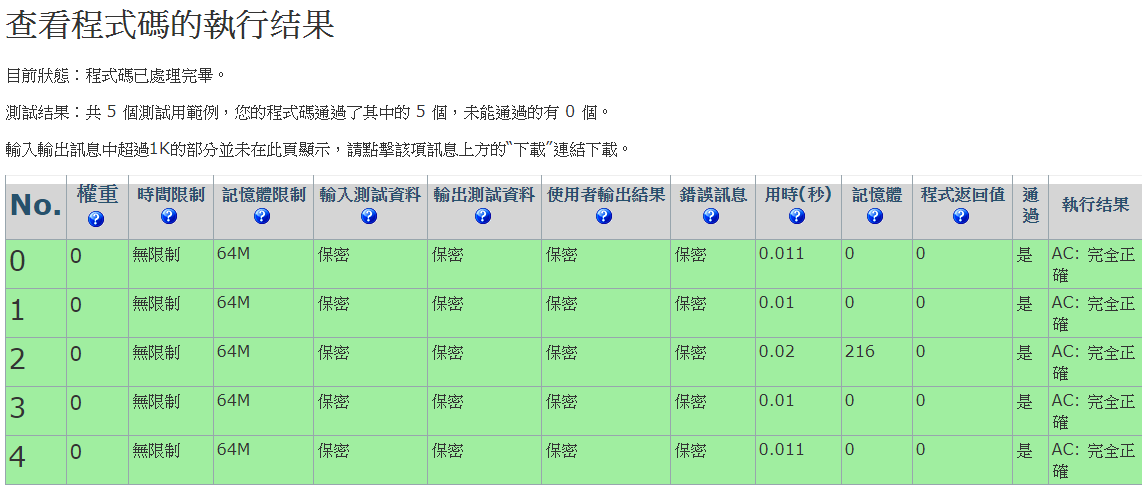 查看程式碼的執行结果
目前狀態：程式碼已處理完畢。
測試結果：共 5 個測試用範例，您的程式碼通過了其中的 5 個，未能通過的有 0 個。
輸入輸出訊息中超過1K的部分並未在此頁顯示，請點擊該項訊息上方的“下載”連結下載。
No. 權重 ? 時間限制 ? 記憶體限制 ? 輸入測試資料 ? 輸出測試資料 ? 使用者輸出結果 ? 錯誤訊息 ? 用時(秒) ? 記憶體 ? 程式返回值 ? 通過 執行结果
0 0 無限制 64M 保密 保密 保密 保密 0.011 0 0 是 AC: 完全正確
1 0 無限制 64M 保密 保密 保密 保密 0.01 0 0 是 AC: 完全正確
2 0 無限制 64M 保密 保密 保密 保密 0.02 216 0 是 AC: 完全正確
3 0 無限制 64M 保密 保密 保密 保密 0.01 0 0 是 AC: 完全正確
4 0 無限制 64M 保密 保密 保密 保密 0.011 0 0 是 AC: 完全正確